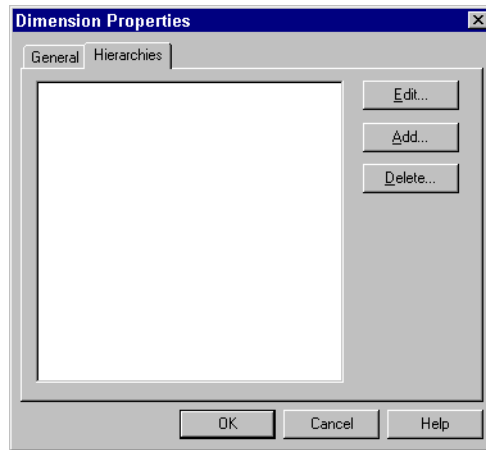 Dimension Properties
General Hierarchies
Edit...
Add...
Delete...
OK Cancel Help